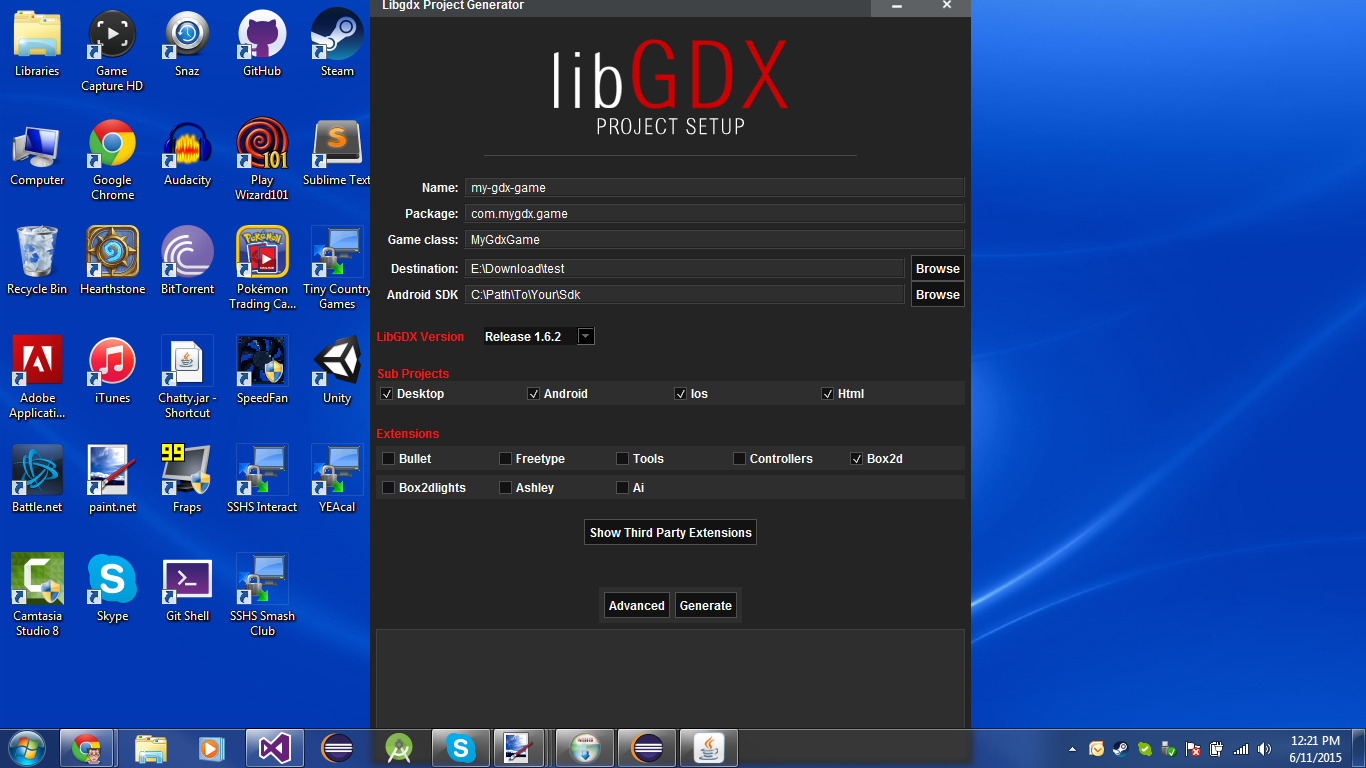 Libgdx Project Generator
libGDX
PROJECT SETUP
Name: my-gdx-game
Package: com.mygdx.game
Game class: MyGdxGame
Destination: E:\Download\test Browse
Android SDK C:\Path\To\Your\Sdk Browse
LibGDX Version Release 1.6.2
Sub Projects
Desktop Android Ios Html
Extensions
Bullet Freetype Tools Controllers Box2d
Box2dlights Ashley Ai
Show Third Party Extensions
Advanced Generate
Libraries
Game
Capture HD
Snaz
GitHub
Steam
Computer
Google
Chrome
Audacity
101
Play
Wizard101
S
Sublime Text
Recycle Bin
Hearthstone
BitTorrent
Pokémon
Trading Ca...
Tiny Country
Games
Adobe
Applicati...
iTunes
Chatty.jar -
Shortcut
SpeedFan
Unity
Battle.net
paint.net
99
Fraps
SSHS Interact
YEAcal
Camtasia
Studio 8
S
Skype
Git Shell
SSHS Smash
Club
S
12:21 PM
6/11/2015